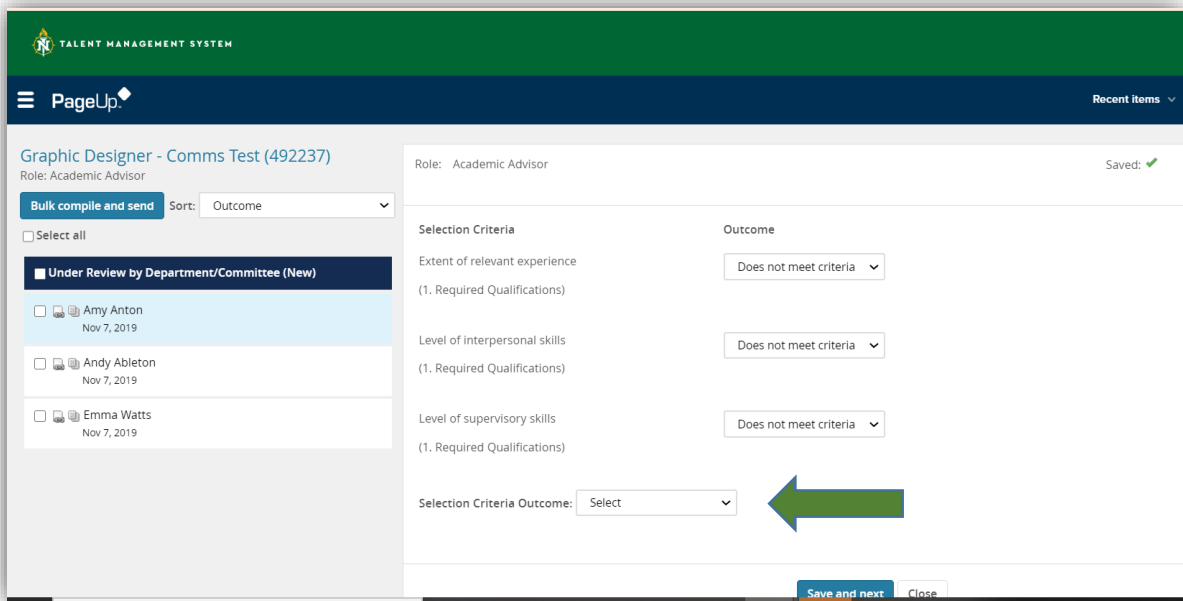 TALENT MANAGEMENT SYSTEM
PageUp
Recent items
Graphic Designer - Comms Test (492237)
Role: Academic Advisor
Bulk compile and send Sort: Outcome
Select all
Under Review by Department/Committee (New)
Amy Anton
Nov 7, 2019
Andy Ableton
Nov 7, 2019
Emma Watts
Nov 7, 2019
Role: Academic Advisor
Saved:
Selection Criteria Outcome
Extent of relevant experience Does not meet criteria
(1. Required Qualifications)
Level of interpersonal skills Does not meet criteria
(1. Required Qualifications)
Level of supervisory skills Does not meet criteria
(1. Required Qualifications)
Selection Criteria Outcome: Select
Save and next Close